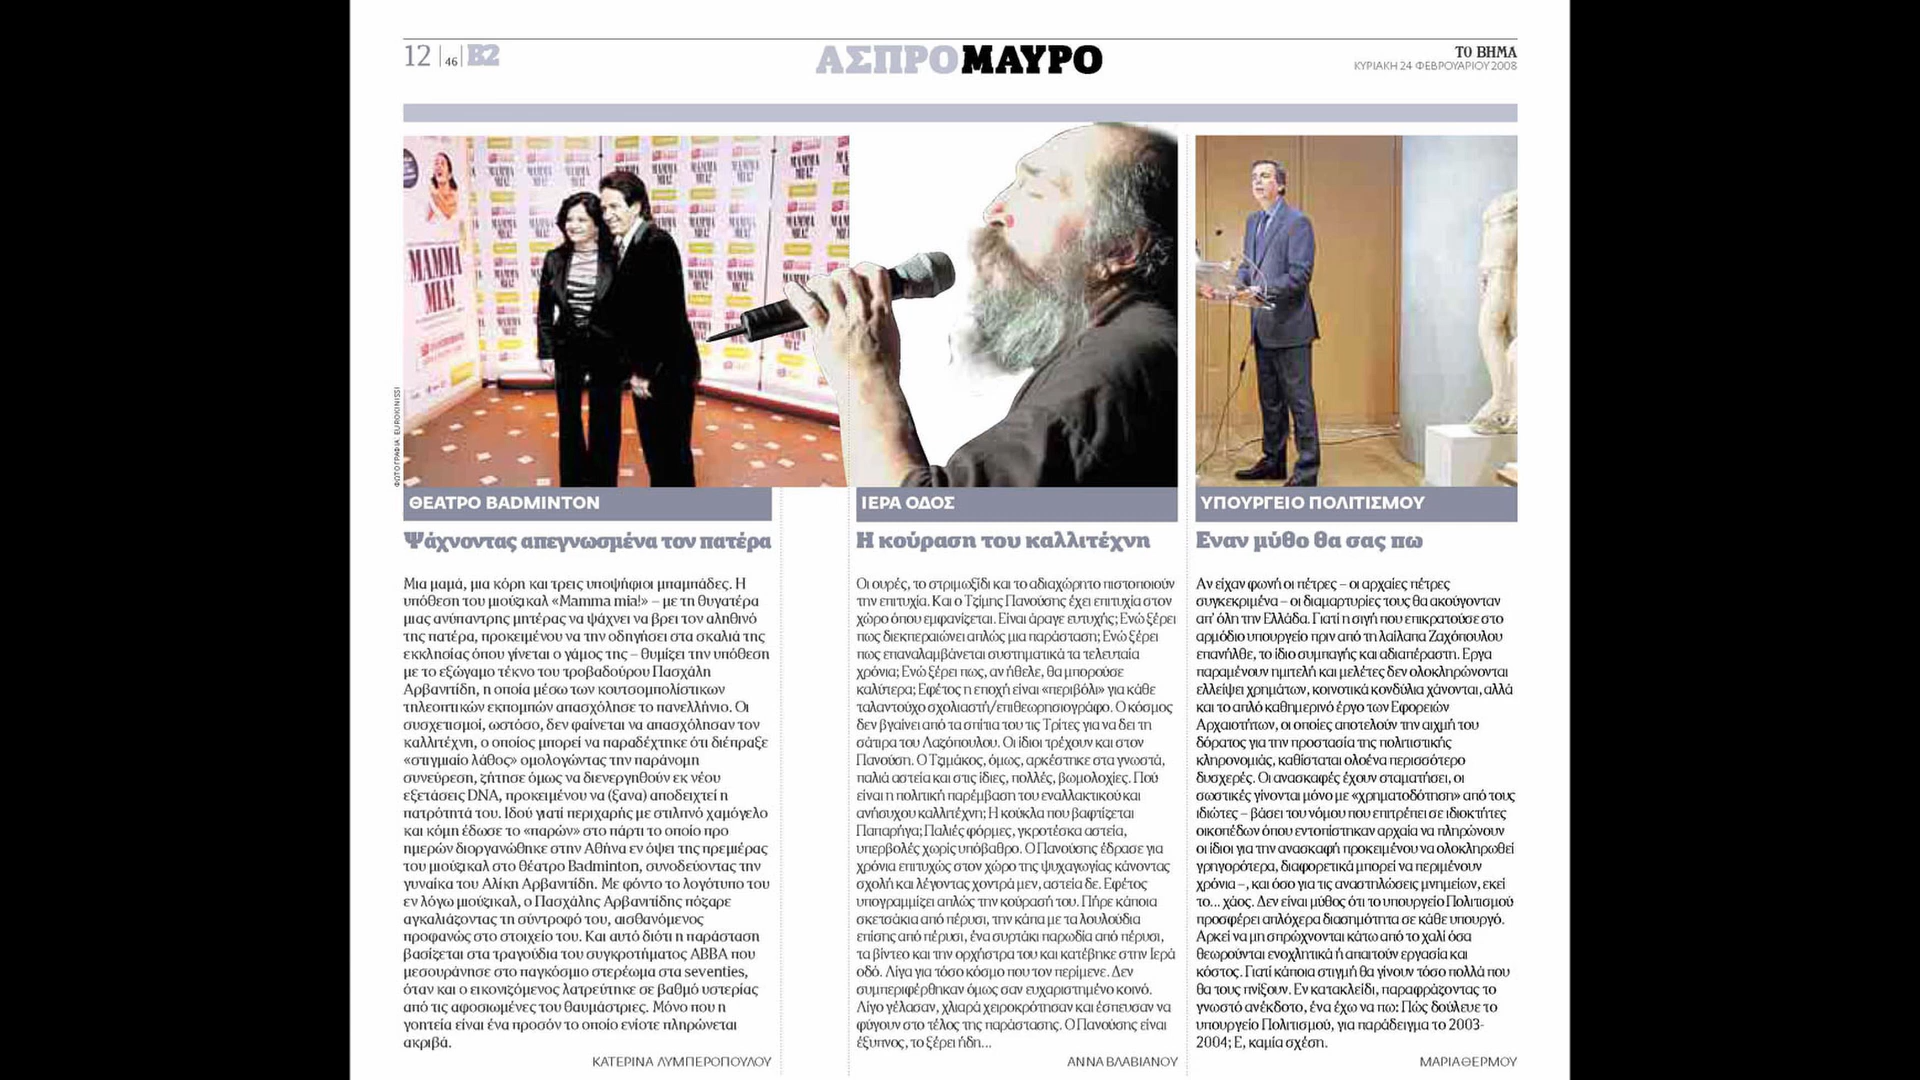 12 | 46 | B2
ΑΣΠΡΟΜΑΥΡΟ
ΤΟ ΒΗΜΑ
ΚΥΡΙΑΚΗ 24 ΦΕΒΡΟΥΑΡΙΟΥ 2008
MAMMA MIA!
ΦΩΤΟΓΡΑΦΙΑ: EUROKINISSI
ΘΕΑΤΡΟ BADMINTON
Ψάχνοντας απεγνωσμένα τον πατέρα
Μια μαμά, μια κόρη και τρεις υποψήφιοι μπαμπάδες. Η
υπόθεση του μιούζικαλ «Mamma mia!» – με τη θυγατέρα
μιας ανύπαντρης μητέρας να ψάχνει να βρει τον αληθινό
της πατέρα, προκειμένου να την οδηγήσει στα σκαλιά της
εκκλησίας όπου γίνεται ο γάμος της – θυμίζει την υπόθεση
με το εξώγαμο τέκνο του τροβαδούρου Πασχάλη
Αρβανιτίδη, η οποία μέσω των κουτσομπολίστικων
τηλεοπτικών εκπομπών απασχόλησε το πανελλήνιο. Οι
συσχετισμοί, ωστόσο, δεν φαίνεται να απασχόλησαν τον
καλλιτέχνη, ο οποίος μπορεί να παραδέχτηκε ότι διέπραξε
«στιγμιαίο λάθος» ομολογώντας την παράνομη
συνεύρεση, ζήτησε όμως να διενεργηθούν εκ νέου
εξετάσεις DNA, προκειμένου να (ξανα) αποδειχτεί η
πατρότητά του. Ιδού γιατί περιχαρής με στιλπνό χαμόγελο
και κόμη έδωσε το «παρών» στο πάρτι το οποίο προ
ημερών διοργανώθηκε στην Αθήνα εν όψει της πρεμιέρας
του μιούζικαλ στο θέατρο Badminton, συνοδεύοντας την
γυναίκα του Αλίκη Αρβανιτίδη. Με φόντο το λογότυπο του
εν λόγω μιούζικαλ, ο Πασχάλης Αρβανιτίδης πόζαρε
αγκαλιάζοντας τη σύντροφό του, αισθανόμενος
προφανώς στο στοιχείο του. Και αυτό διότι η παράσταση
βασίζεται στα τραγούδια του συγκροτήματος ABBA που
μεσουράνησε στο παγκόσμιο στερέωμα στα seventies,
όταν και ο εικονιζόμενος λατρεύτηκε σε βαθμό υστερίας
από τις αφοσιωμένες του θαυμάστριες. Μόνο που η
γοητεία είναι ένα προσόν το οποίο ενίοτε πληρώνεται
ακριβά.
ΚΑΤΕΡΙΝΑ ΛΥΜΠΕΡΟΠΟΥΛΟΥ
ΙΕΡΑ ΟΔΟΣ
Η κούραση του καλλιτέχνη
Οι ουρές, το στριμωξίδι και το αδιαχώρητο πιστοποιούν
την επιτυχία. Και ο Τζίμης Πανούσης έχει επιτυχία στον
χώρο όπου εμφανίζεται. Είναι άραγε ευτυχής; Ενώ ξέρει
πως διεκπεραιώνει απλώς μια παράσταση; Ενώ ξέρει
πως επαναλαμβάνεται συστηματικά τα τελευταία
χρόνια; Ενώ ξέρει πως, αν ήθελε, θα μπορούσε
καλύτερα; Εφέτος η εποχή είναι «περιβόλι» για κάθε
ταλαντούχο σχολιαστή/επιθεωρησιογράφο. Ο κόσμος
δεν βγαίνει από τα σπίτια του τις Τρίτες για να δει τη
σάτιρα του Λαζόπουλου. Οι ίδιοι τρέχουν και στον
Πανούση. Ο Τζιμάκος, όμως, αρκέστηκε στα γνωστά,
παλιά αστεία και στις ίδιες, πολλές, βωμολοχίες. Πού
είναι η πολιτική παρέμβαση του εναλλακτικού και
ανήσυχου καλλιτέχνη; Η κούκλα που βαφτίζεται
Παπαρήγα; Παλιές φόρμες, γκροτέσκα αστεία,
υπερβολές χωρίς υπόβαθρο. Ο Πανούσης έδρασε για
χρόνια επιτυχώς στον χώρο της ψυχαγωγίας κάνοντας
σχολή και λέγοντας χοντρά μεν, αστεία δε. Εφέτος
υπογραμμίζει απλώς την κούρασή του. Πήρε κάποια
σκετσάκια από πέρυσι, την κάπα με τα λουλούδια
επίσης από πέρυσι, ένα συρτάκι παρωδία από πέρυσι,
τα βίντεο και την ορχήστρα του και κατέβηκε στην Ιερά
οδό. Λίγα για τόσο κόσμο που τον περίμενε. Δεν
συμπεριφέρθηκαν όμως σαν ευχαριστημένο κοινό.
Λίγο γέλασαν, χλιαρά χειροκρότησαν και έσπευσαν να
φύγουν στο τέλος της παράστασης. Ο Πανούσης είναι
έξυπνος, το ξέρει ήδη...
ΑΝΝΑ ΒΛΑΒΙΑΝΟΥ
ΥΠΟΥΡΓΕΙΟ ΠΟΛΙΤΙΣΜΟΥ
Εναν μύθο θα σας πω
Αν είχαν φωνή οι πέτρες – οι αρχαίες πέτρες
συγκεκριμένα – οι διαμαρτυρίες τους θα ακούγονταν
απ' όλη την Ελλάδα. Γιατί η σιγή που επικρατούσε στο
αρμόδιο υπουργείο πριν από τη λαίλαπα Ζαχόπουλου
επανήλθε, το ίδιο συμπαγής και αδιαπέραστη. Εργα
παραμένουν ημιτελή και μελέτες δεν ολοκληρώνονται
ελλείψει χρημάτων, κοινοτικά κονδύλια χάνονται, αλλά
και το απλό καθημερινό έργο των Εφορειών
Αρχαιοτήτων, οι οποίες αποτελούν την αιχμή του
δόρατος για την προστασία της πολιτιστικής
κληρονομιάς, καθίσταται ολοένα περισσότερο
δυσχερές. Οι ανασκαφές έχουν σταματήσει, οι
σωστικές γίνονται μόνο με «χρηματοδότηση» από τους
ιδιώτες – βάσει του νόμου που επιτρέπει σε ιδιοκτήτες
οικοπέδων όπου εντοπίστηκαν αρχαία να πληρώνουν
οι ίδιοι για την ανασκαφή προκειμένου να ολοκληρωθεί
γρηγορότερα, διαφορετικά μπορεί να περιμένουν
χρόνια –, και όσο για τις αναστηλώσεις μνημείων, εκεί
το... χάος. Δεν είναι μύθος ότι το υπουργείο Πολιτισμού
προσφέρει απλόχερα διασημότητα σε κάθε υπουργό.
Αρκεί να μη σπρώχνονται κάτω από το χαλί όσα
θεωρούνται ενοχλητικά ή απαιτούν εργασία και
κόστος. Γιατί κάποια στιγμή θα γίνουν τόσο πολλά που
θα τους πνίξουν. Εν κατακλείδι, παραφράζοντας το
γνωστό ανέκδοτο, ένα έχω να πω: Πώς δούλευε το
υπουργείο Πολιτισμού, για παράδειγμα το 2003-
2004; Ε, καμία σχέση.
ΜΑΡΙΑ ΘΕΡΜΟΥ